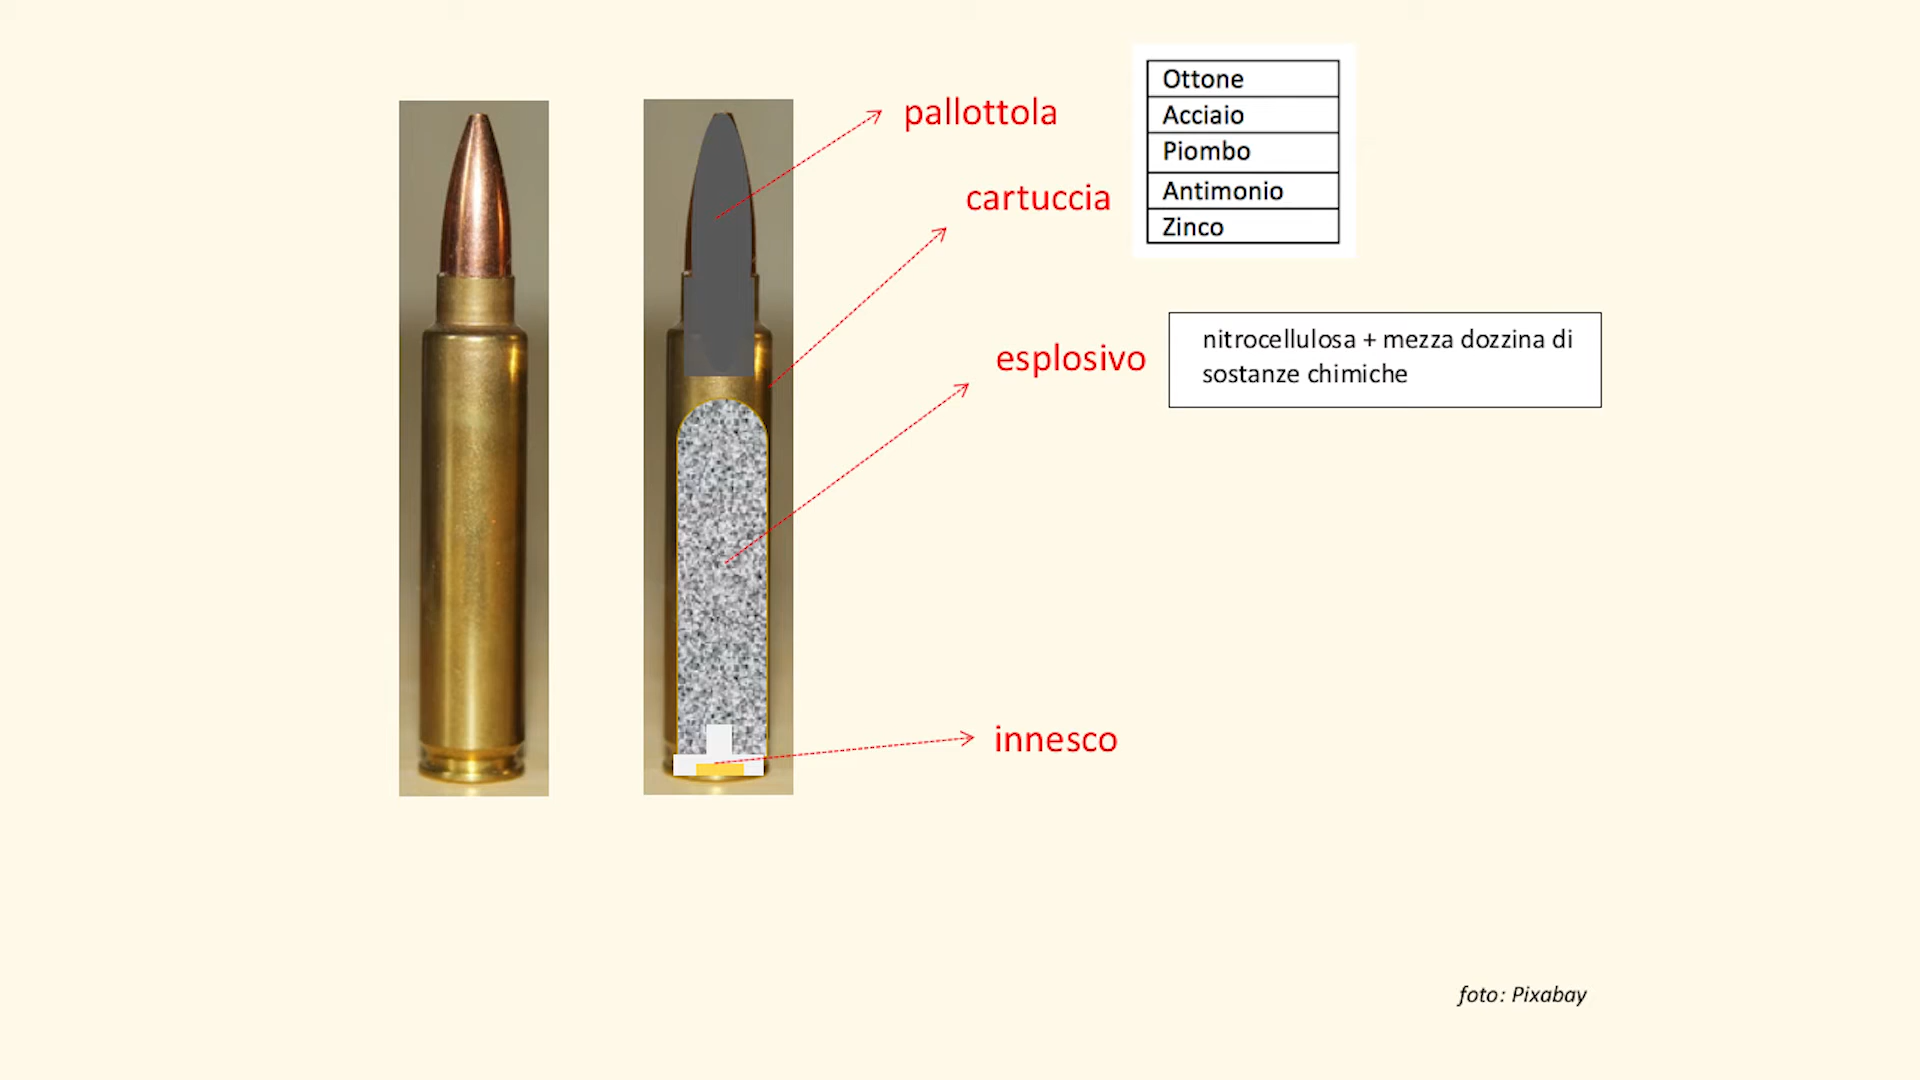 pallottola
cartuccia
Ottone
Acciaio
Piombo
Antimonio
Zinco
esplosivo
nitrocellulosa + mezza dozzina di
sostanze chimiche
innesco
foto: Pixabay